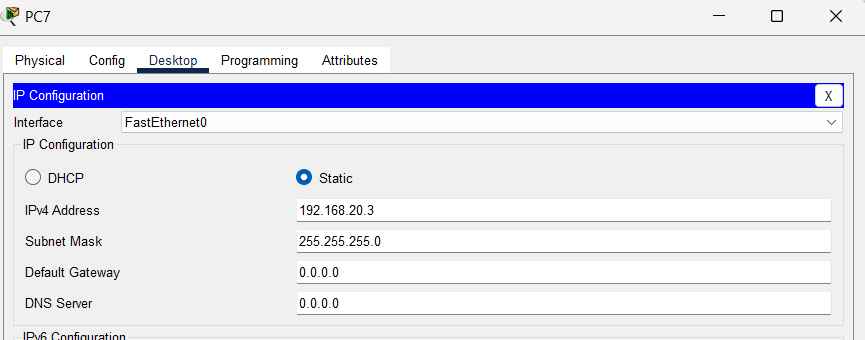 PC7
Physical Config Desktop Programming Attributes
IP Configuration X
Interface FastEthernet0
IP Configuration
DHCP Static
IPv4 Address 192.168.20.3
Subnet Mask 255.255.255.0
Default Gateway 0.0.0.0
DNS Server 0.0.0.0
IPv6 Configuration